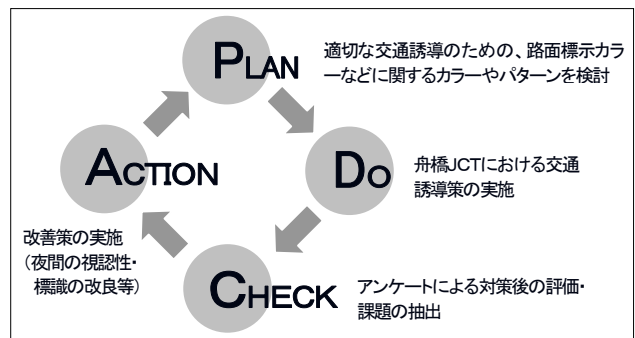 PLAN
適切な交通誘導のための、路面標示カラ
ーなどに関するカラーやパターンを検討
DO
舟橋JCTにおける交通
誘導策の実施
CHECK
アンケートによる対策後の評価・
課題の抽出
ACTION
改善策の実施
（夜間の視認性・
標識の改良等）